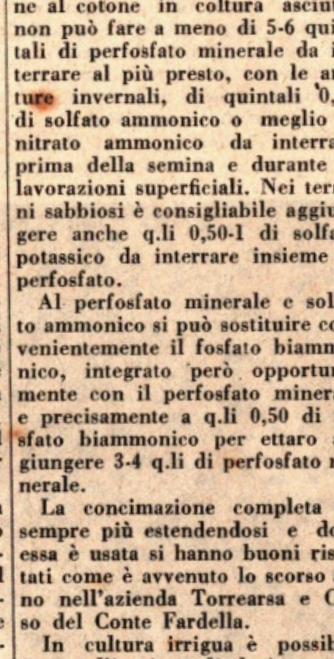 ne al cotone in coltura asciut
non può fare a meno di 5-6 qui
tali di perfosfato minerale da i
terrare al più presto, con le a
ture invernali, di quintali 0,
di solfato ammonico o meglio
nitrato ammonico da interra
prima della semina e durante
lavorazioni superficiali. Nei ter
ni sabbiosi è consigliabile aggiu
gere anche q.li 0,50-1 di solfa
potassico da interrare insieme
perfosfato.
Al perfosfato minerale e sol
to ammonico si può sostituire co
venientemente il fosfato biamm
nico, integrato però opportu
mente con il perfosfato miner
e precisamente a q.li 0,50 di
sfato biammonico per ettaro
giungere 3-4 q.li di perfosfato
nerale.
La concimazione completa
sempre più estendendosi e do
essa è usata si hanno buoni ris
tati come è avvenuto lo scorso
no nell'azienda Torrearsa e C
so del Conte Fardella.
In cultura irrigua è possib